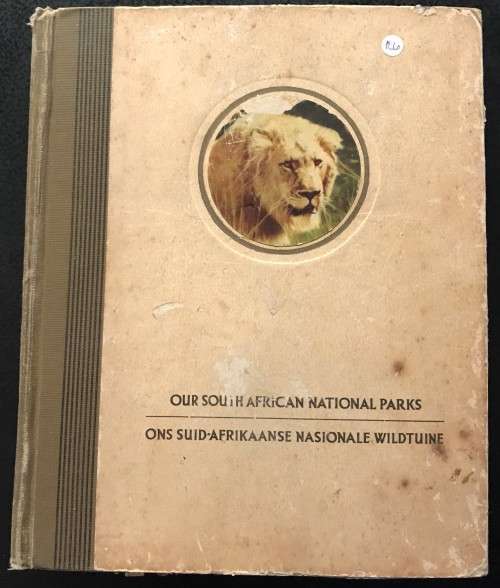 OUR SOUTH AFRICAN NATIONAL PARKS
ONS SUID-AFRIKAANSE NASIONALE WILDTUINE